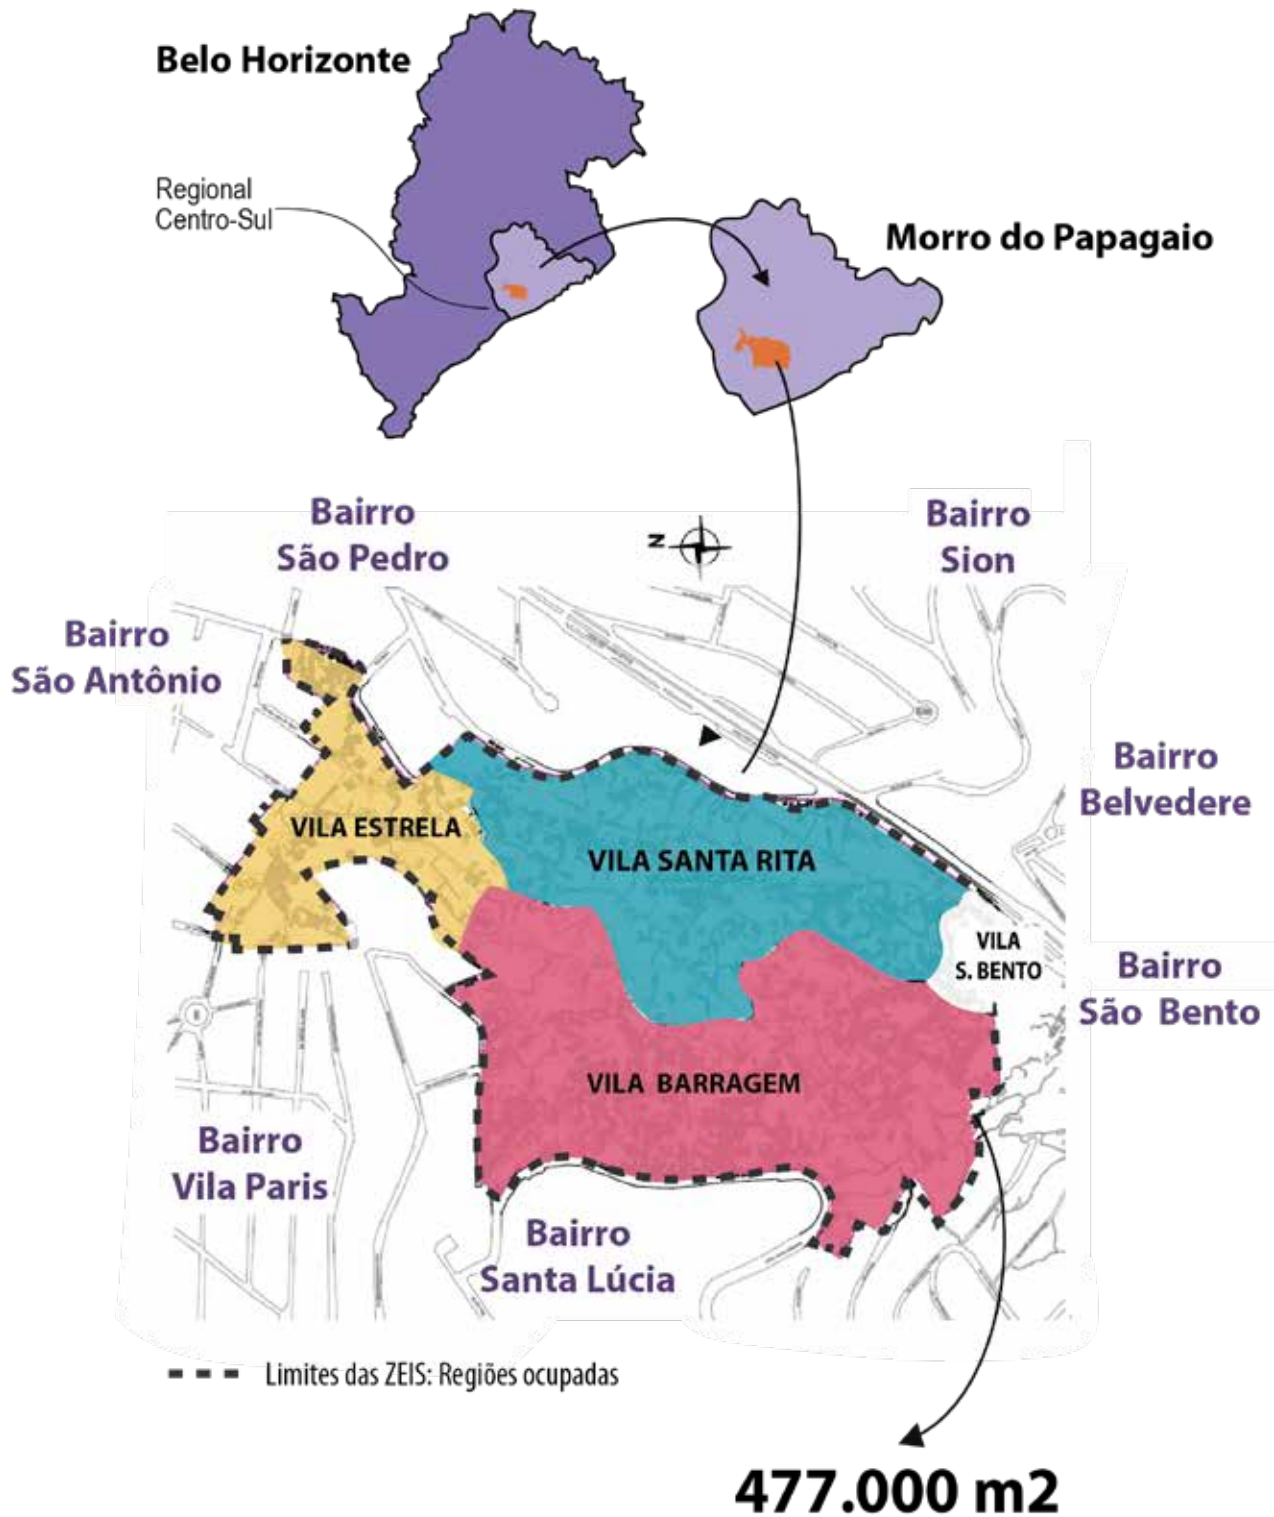 Belo Horizonte
Regional
Centro-Sul
Morro do Papagaio
Bairro
São Pedro
N
Bairro
Sion
Bairro
São Antônio
Bairro
Belvedere
VILA ESTRELA
VILA SANTA RITA
VILA
S. BENTO
Bairro
São Bento
VILA BARRAGEM
Bairro
Vila Paris
Bairro
Santa Lúcia
Limites das ZEIS: Regiões ocupadas
477.000 m2